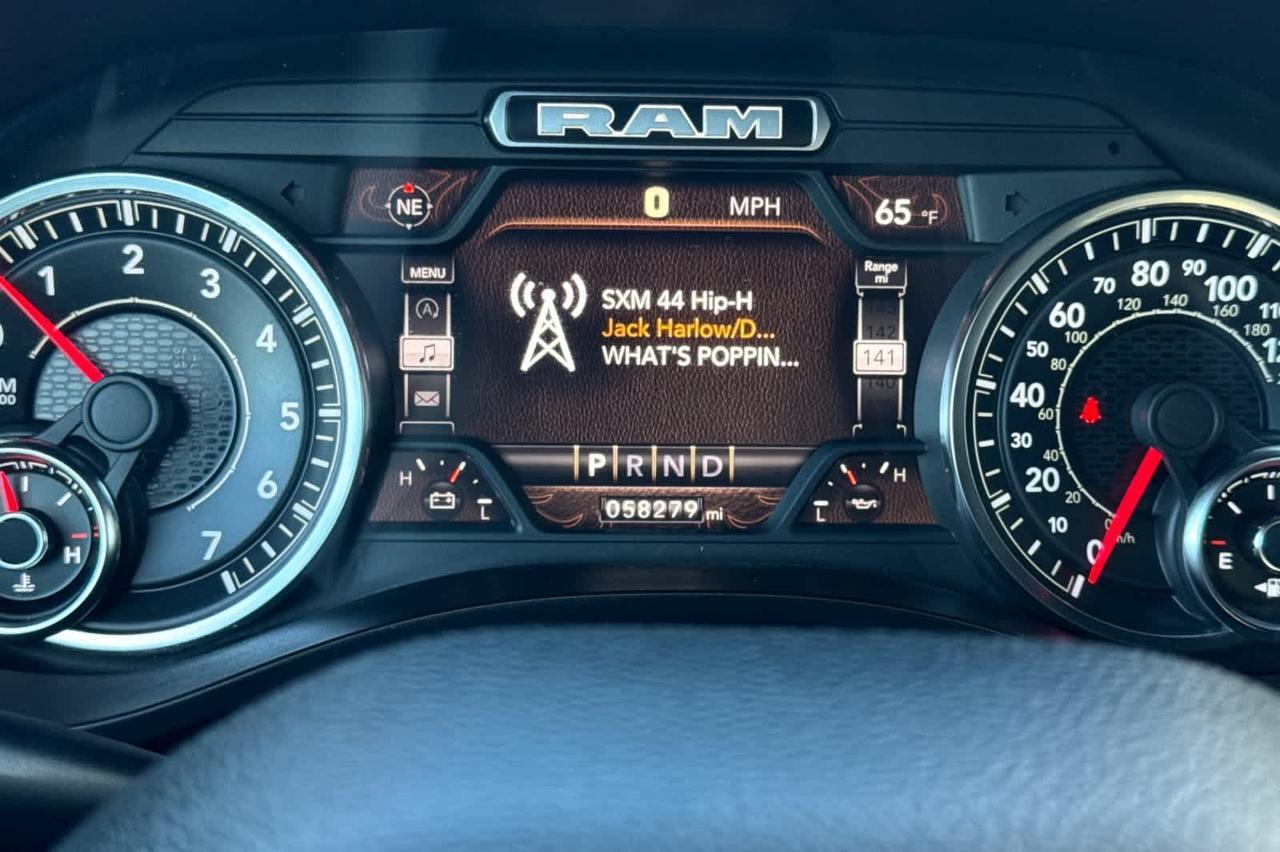 RAM
NE
0 MPH
65 °F
MENU
Range
mi
SXM 44 Hip-H
Jack Harlow/D...
WHAT'S POPPIN...
142
141
140
A
P R N D
058279 mi
H
L
H
L
1
2
3
4
5
6
7
H
0
10
20
30
40
50
60
70
80
90
100
20
40
60
80
100
120
140
160
180
E